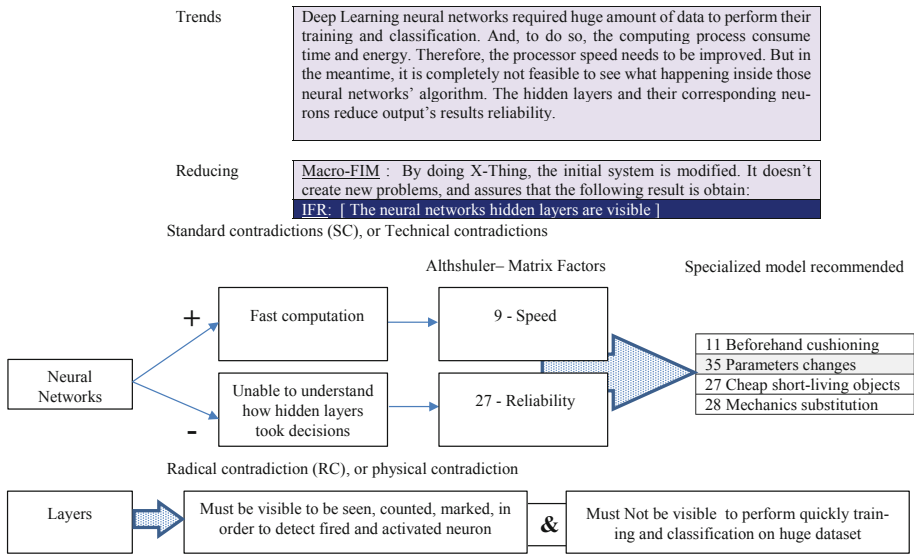 Trends
Deep Learning neural networks required huge amount of data to perform their
training and classification. And, to do so, the computing process consume
time and energy. Therefore, the processor speed needs to be improved. But in
the meantime, it is completely not feasible to see what happening inside those
neural networks' algorithm. The hidden layers and their corresponding neu-
rons reduce output's results reliability.
Reducing
Macro-FIM : By doing X-Thing, the initial system is modified. It doesn't
create new problems, and assures that the following result is obtain:
IFR: [ The neural networks hidden layers are visible ]
Standard contradictions (SC), or Technical contradictions
Althshuler– Matrix Factors
Specialized model recommended
Neural
Networks
+
Fast computation
9 - Speed
-
Unable to understand
how hidden layers
took decisions
27 - Reliability
11 Beforehand cushioning
35 Parameters changes
27 Cheap short-living objects
28 Mechanics substitution
Radical contradiction (RC), or physical contradiction
Layers
Must be visible to be seen, counted, marked, in
order to detect fired and activated neuron
&
Must Not be visible to perform quickly train-
ing and classification on huge dataset